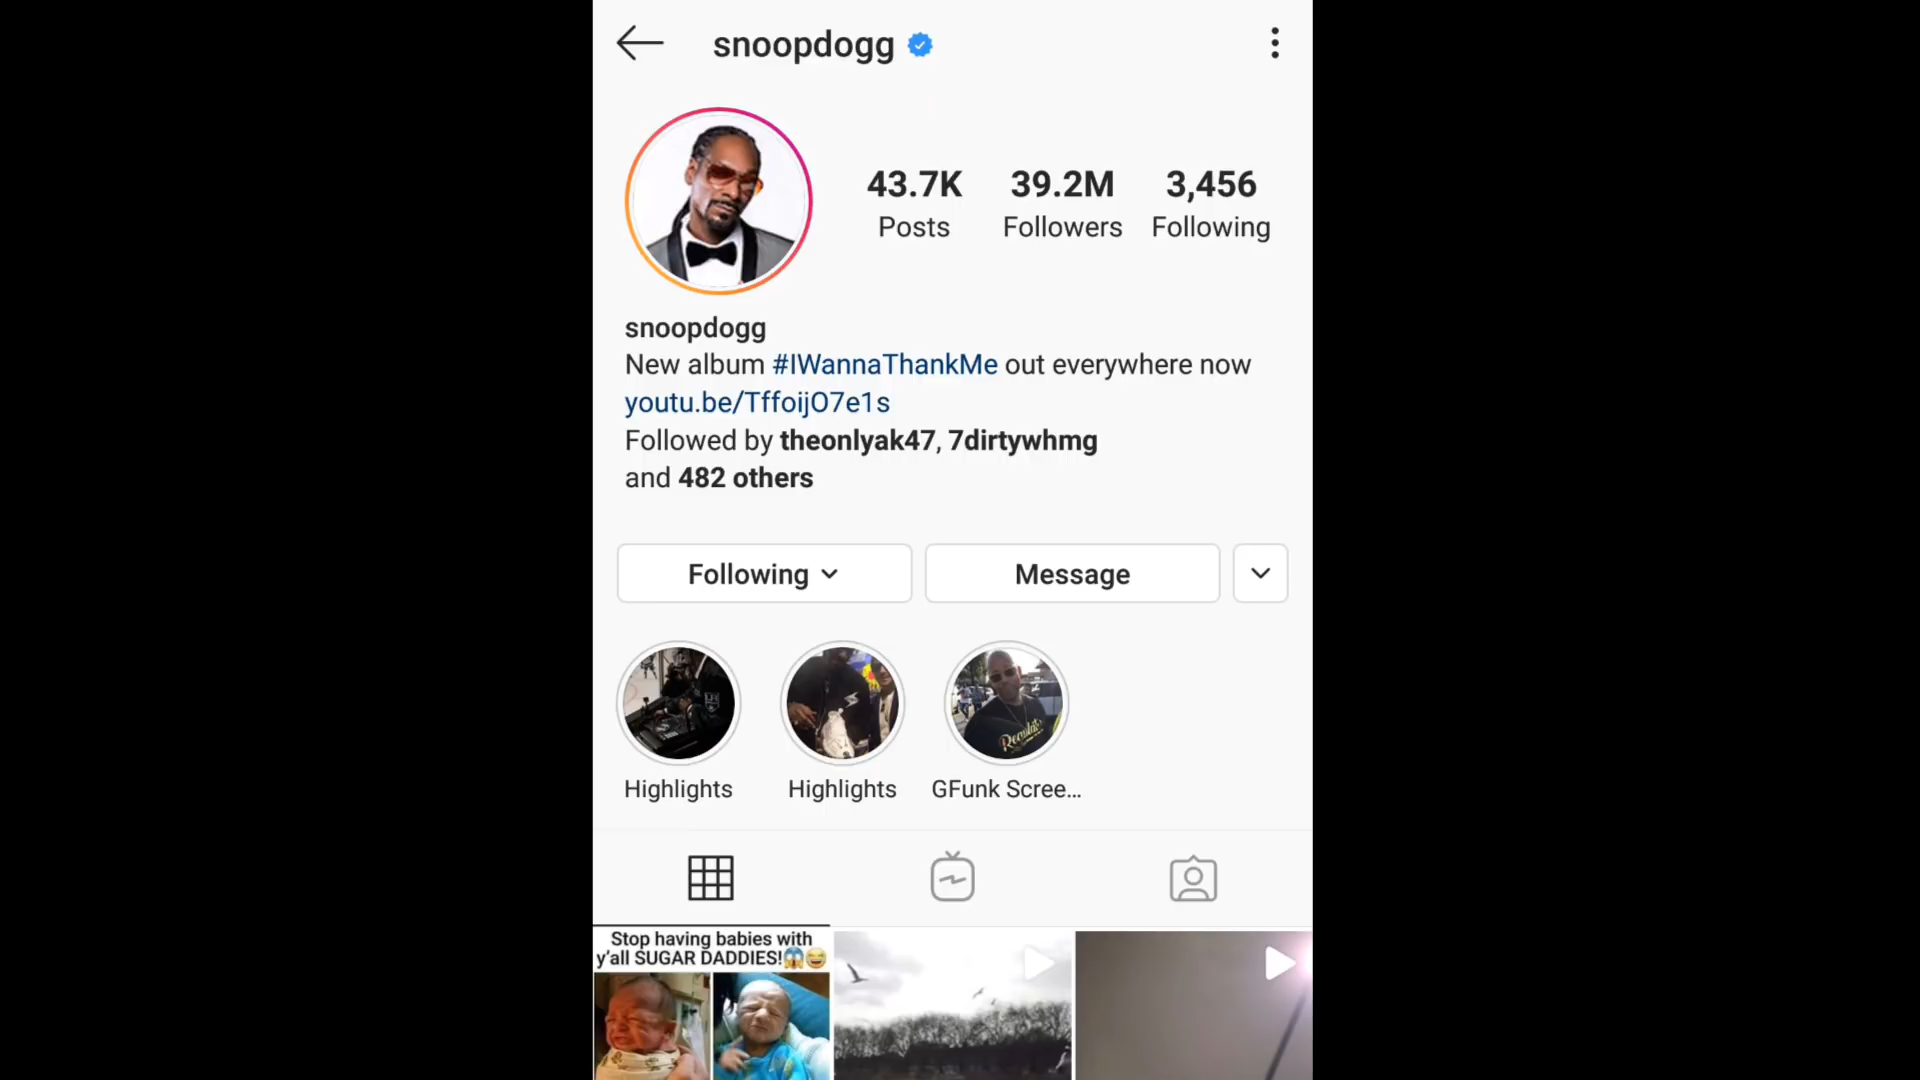 snoopdogg
43.7K
Posts
39.2M
Followers
3,456
Following
snoopdogg
New album #IWannaThankMe out everywhere now
youtu.be/TffoijO7e1s
Followed by theonlyak47, 7dirtywhmg
and 482 others
Following
Message
Highlights
Highlights
GFunk Scree...
Stop having babies with
y'all SUGAR DADDIES!😱😂